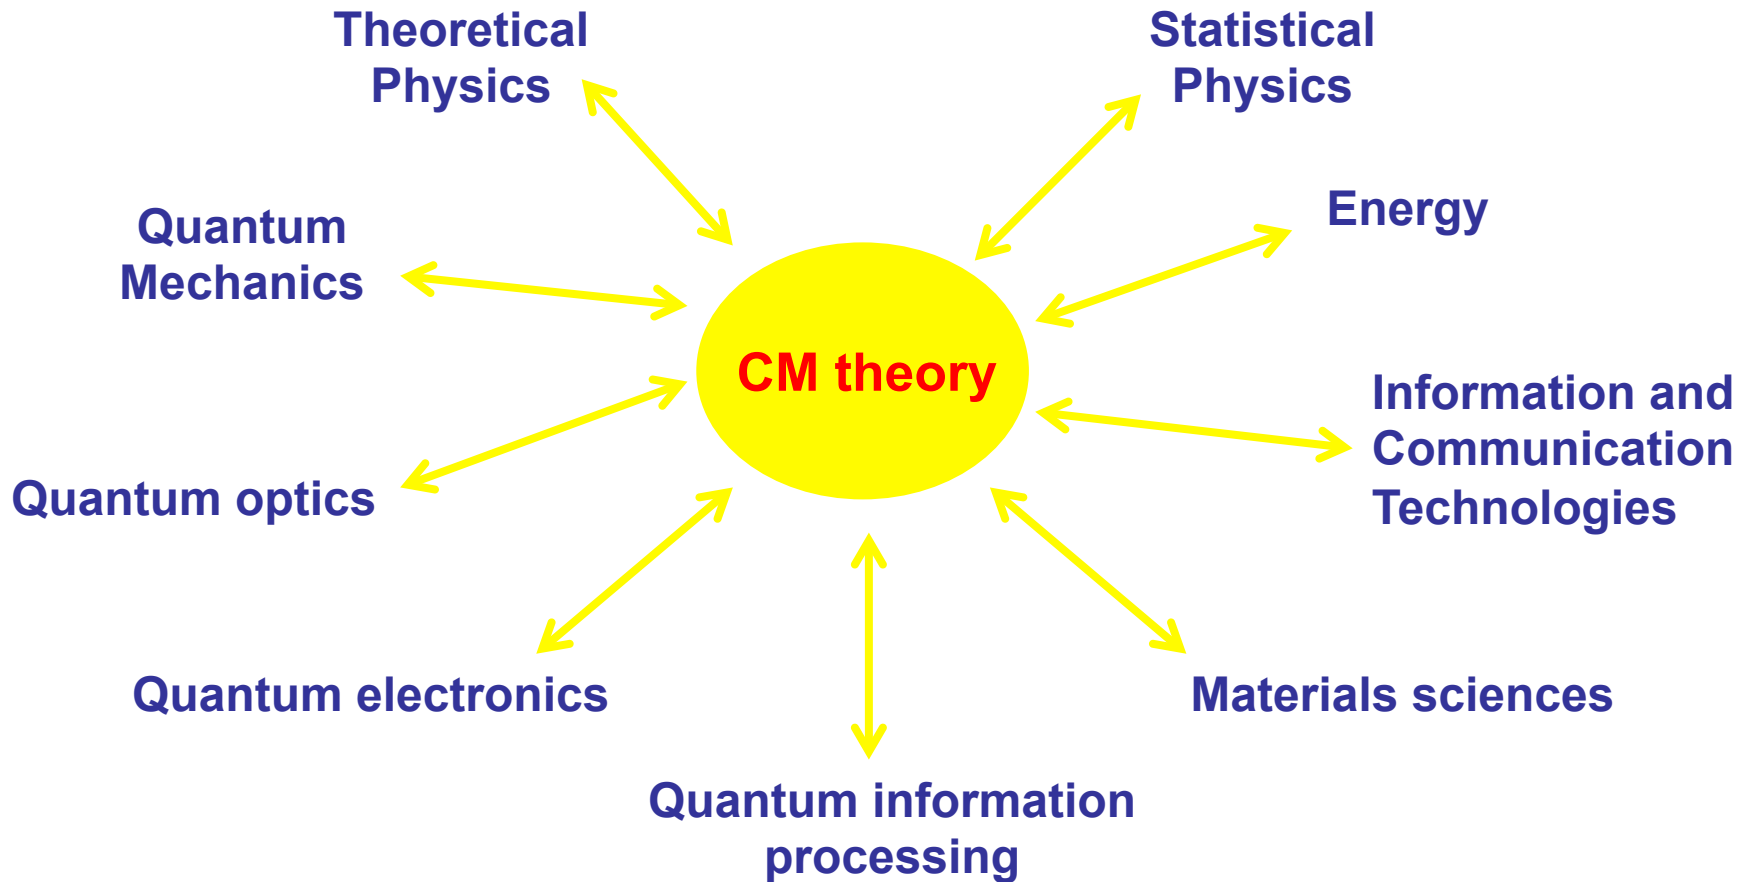 Theoretical
Physics
Statistical
Physics
Quantum
Mechanics
Energy
CM theory
Information and
Communication
Technologies
Quantum optics
Quantum electronics
Materials sciences
Quantum information
processing